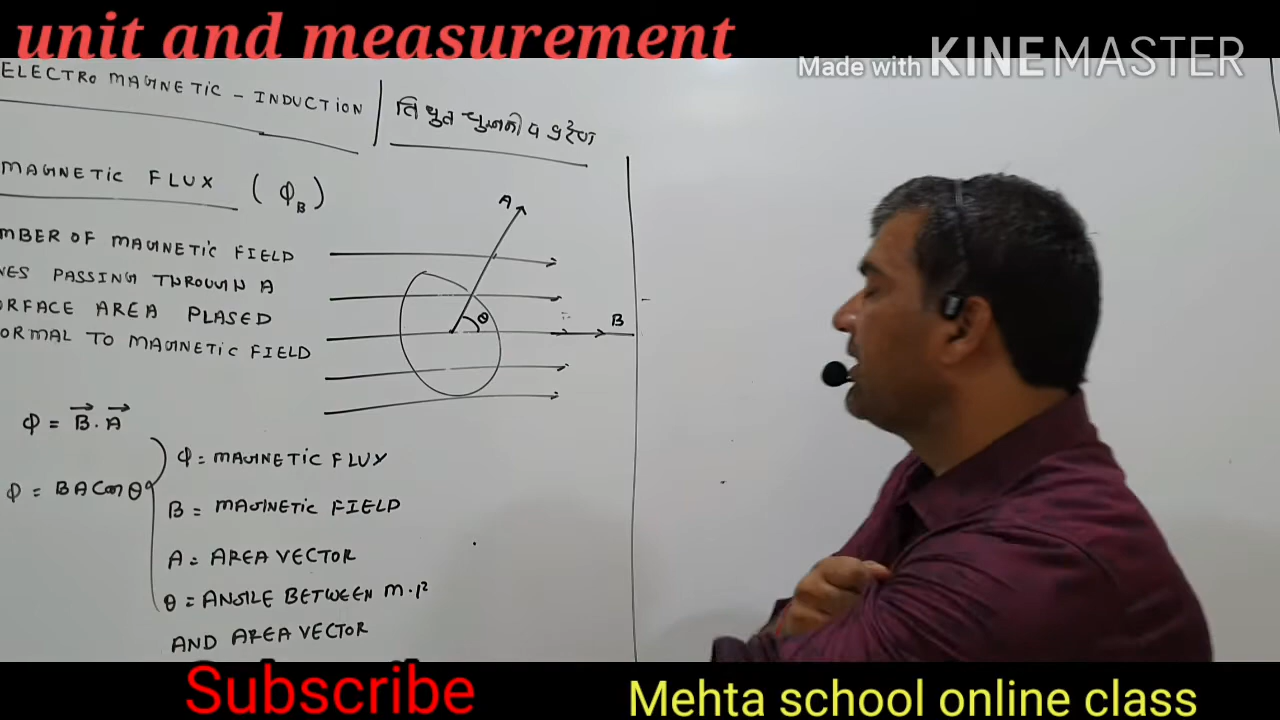 unit and measurement
Made with KINEMASTER
ELECTRO MAGNETIC - INDUCTION
MAGNETIC FLUX (ΦB)
MBER OF MAGNETIC FIELD
NES PASSING THROUGH A
RFACE AREA PLASED
ORMAL TO MAGNETIC FIELD
A
θ
B
Φ = B⃗ . A⃗
Φ = BA Cos θ
Φ = MAGNETIC FLUX
B = MAGNETIC FIELD
A = AREA VECTOR
θ = ANGLE BETWEEN M.F
AND AREA VECTOR
Subscribe
Mehta school online class